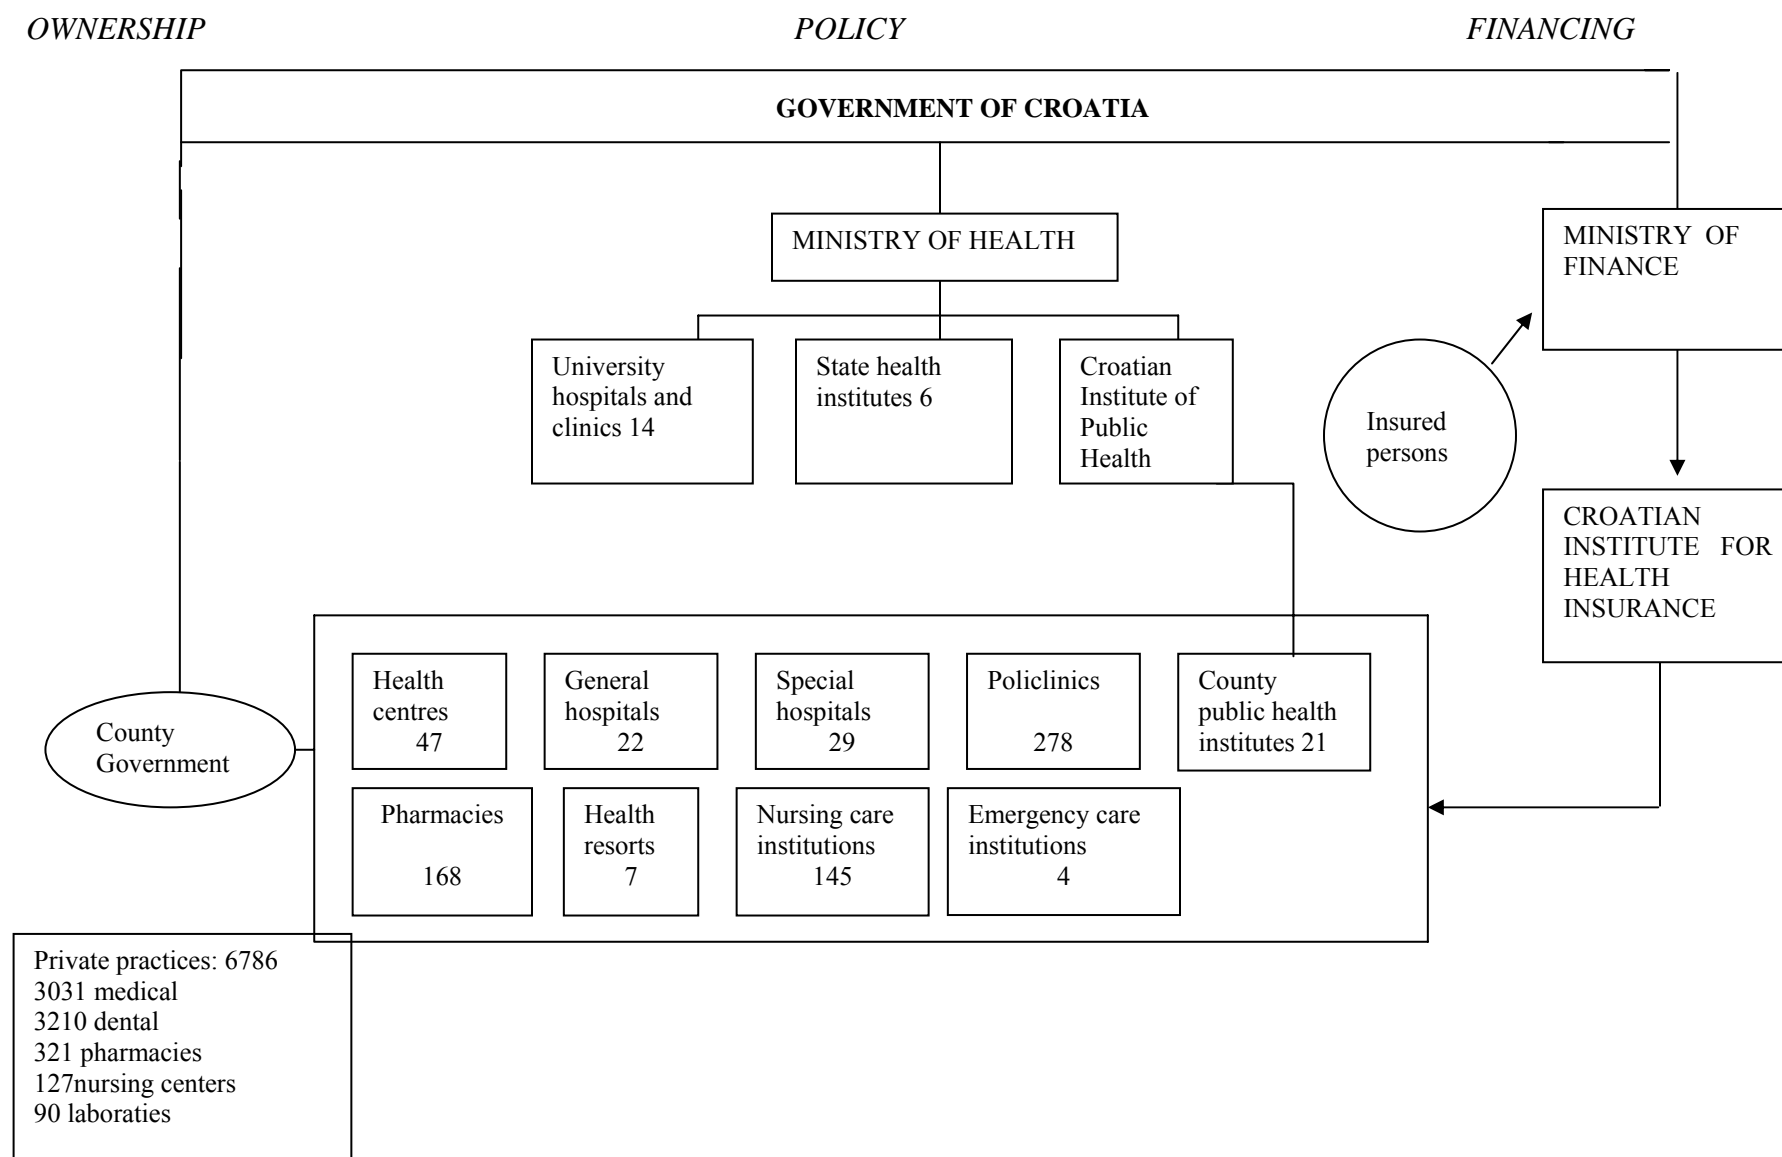 OWNERSHIP
POLICY
FINANCING
GOVERNMENT OF CROATIA
MINISTRY OF HEALTH
MINISTRY OF
FINANCE
University
hospitals and
clinics 14
State health
institutes 6
Croatian
Institute of
Public
Health
Insured
persons
CROATIAN
INSTITUTE FOR
HEALTH
INSURANCE
County
Government
Health
centres
47
General
hospitals
22
Special
hospitals
29
Policlinics
278
County
public health
institutes 21
Pharmacies
168
Health
resorts
7
Nursing care
institutions
145
Emergency care
institutions
4
Private practices: 6786
3031 medical
3210 dental
321 pharmacies
127nursing centers
90 laboraties